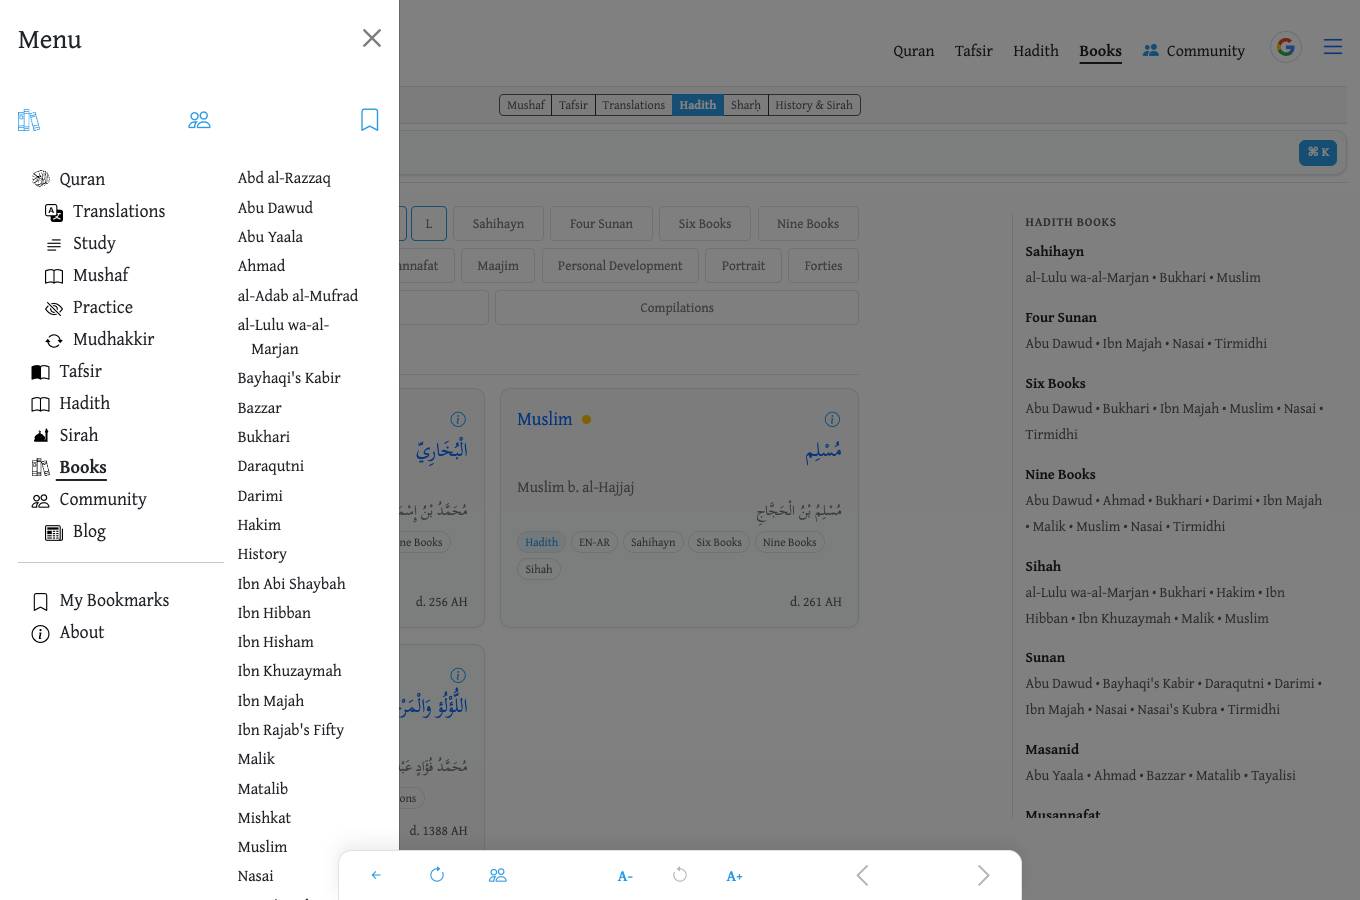 Menu
Quran
Translations
Study
Mushaf
Practice
Mudhakkir
Tafsir
Hadith
Sirah
Books
Community
Blog
My Bookmarks
About
Abd al-Razzaq
Abu Dawud
Abu Yaala
Ahmad
al-Adab al-Mufrad
al-Lulu wa-al-
Marjan
Bayhaqi's Kabir
Bazzar
Bukhari
Daraqutni
Darimi
Hakim
History
Ibn Abi Shaybah
Ibn Hibban
Ibn Hisham
Ibn Khuzaymah
Ibn Majah
Ibn Rajab's Fifty
Malik
Matalib
Mishkat
Muslim
Nasai
Quran Tafsir Hadith Books Community
Mushaf Tafsir Translations Hadith Sharḥ History & Sirah
⌘ K
L Sahihayn Four Sunan Six Books Nine Books
Maajim Personal Development Portrait Forties
Compilations
الْبُخَارِيّ
d. 256 AH
Muslim
مُسْلِم
Muslim b. al-Hajjaj
مُسْلِمُ بْنُ الْحَجَّاجِ
Hadith EN-AR Sahihayn Six Books Nine Books
Sihah
d. 261 AH
d. 1388 AH
HADITH BOOKS
Sahihayn
al-Lulu wa-al-Marjan • Bukhari • Muslim
Four Sunan
Abu Dawud • Ibn Majah • Nasai • Tirmidhi
Six Books
Abu Dawud • Bukhari • Ibn Majah • Muslim • Nasai •
Tirmidhi
Nine Books
Abu Dawud • Ahmad • Bukhari • Darimi • Ibn Majah
• Malik • Muslim • Nasai • Tirmidhi
Sihah
al-Lulu wa-al-Marjan • Bukhari • Hakim • Ibn
Hibban • Ibn Khuzaymah • Malik • Muslim
Sunan
Abu Dawud • Bayhaqi's Kabir • Daraqutni • Darimi •
Ibn Majah • Nasai • Nasai's Kubra • Tirmidhi
Masanid
Abu Yaala • Ahmad • Bazzar • Matalib • Tayalisi
Musannafat
A- A+